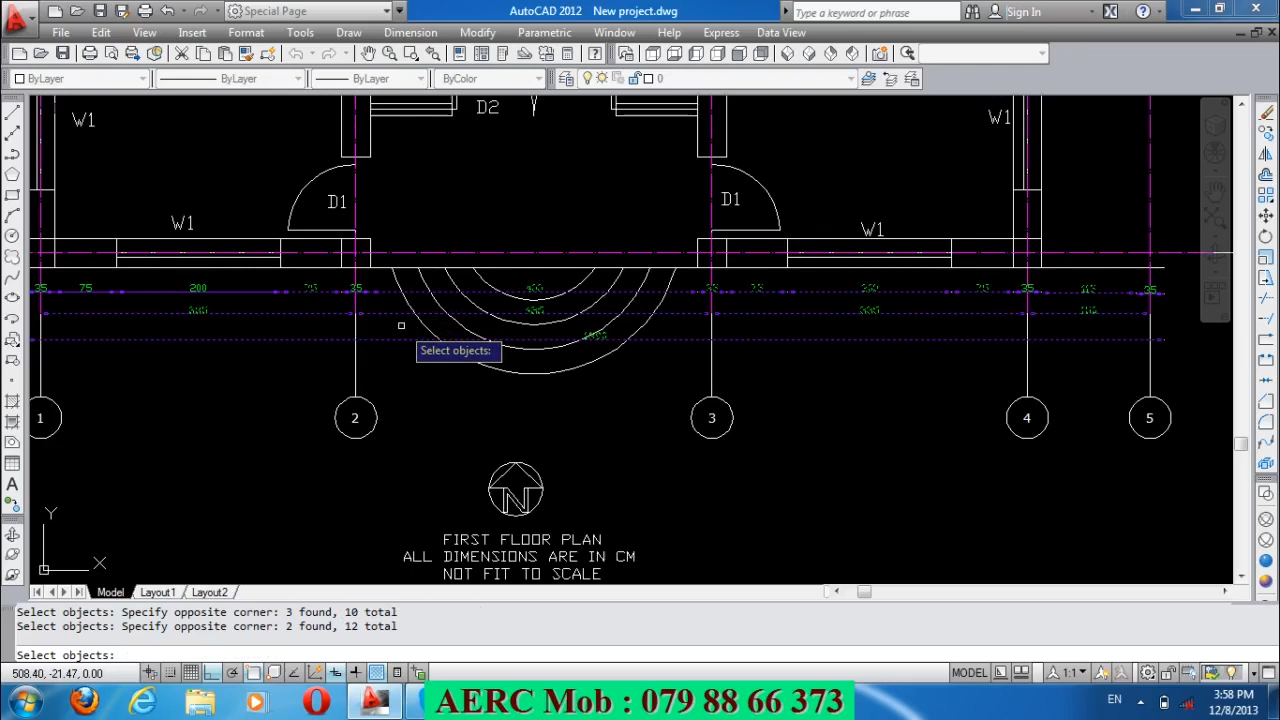 Special Page
AutoCAD 2012 New project.dwg
Type a keyword or phrase
Sign In
File Edit View Insert Format Tools Draw Dimension Modify Parametric Window Help Express Data View
ByLayer ByLayer ByLayer ByColor 0
W1 D2 W1
D1 D1
W1 W1
35 75 200 35 35
Select objects:
1 2 3 4 5
N
Y
X
FIRST FLOOR PLAN
ALL DIMENSIONS ARE IN CM
NOT FIT TO SCALE
Model Layout1 Layout2
Select objects: Specify opposite corner: 3 found, 10 total
Select objects: Specify opposite corner: 2 found, 12 total
Select objects:
508.40, -21.47, 0.00
MODEL 1:1
AERC Mob : 079 88 66 373
EN
3:58 PM
12/8/2013